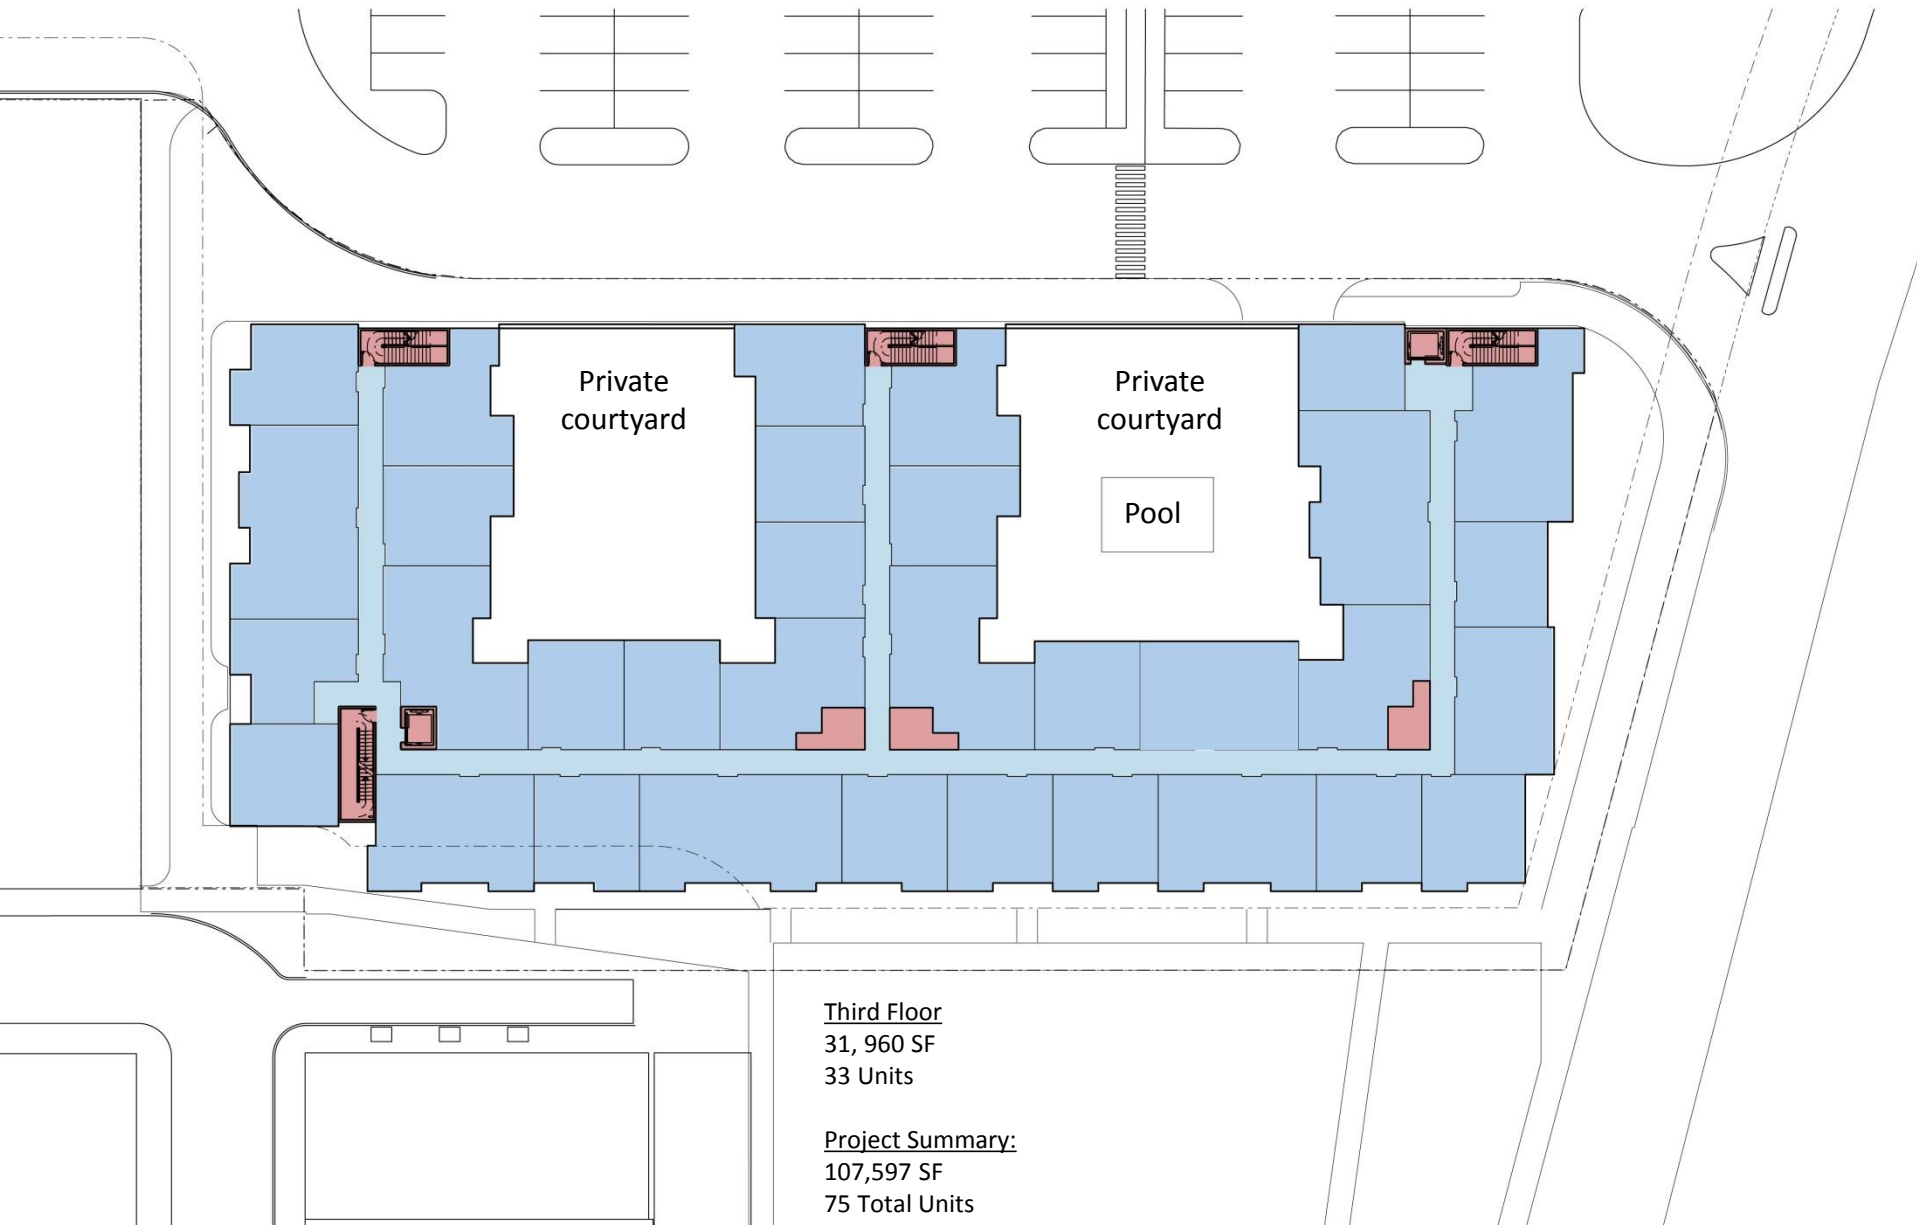 Private
courtyard
Private
courtyard
Pool
Third Floor
31, 960 SF
33 Units
Project Summary:
107,597 SF
75 Total Units